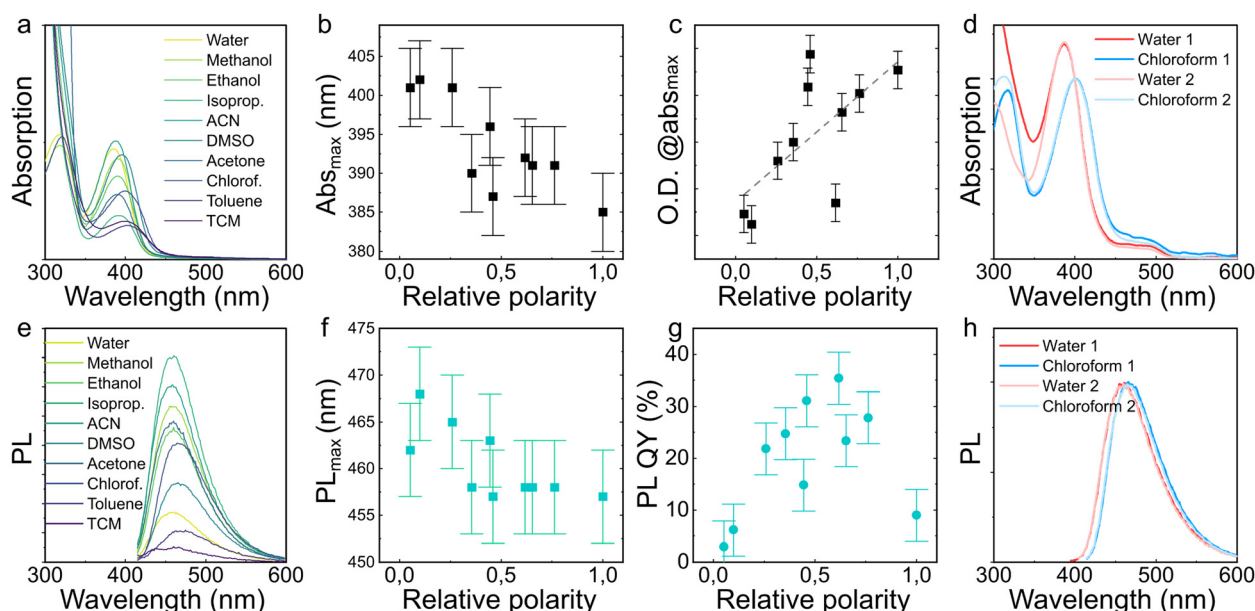 a
Absorption
Water
Methanol
Ethanol
Isoprop.
ACN
DMSO
Acetone
Chlorof.
Toluene
TCM
300 400 500 600
Wavelength (nm)
b
Abs_max (nm)
405
400
395
390
385
380
0,0 0,5 1,0
Relative polarity
c
O.D. @abs_max
0,0 0,5 1,0
Relative polarity
d
Absorption
Water 1
Chloroform 1
Water 2
Chloroform 2
300 400 500 600
Wavelength (nm)
e
PL
Water
Methanol
Ethanol
Isoprop.
ACN
DMSO
Acetone
Chlorof.
Toluene
TCM
300 400 500 600
Wavelength (nm)
f
PL_max (nm)
475
470
465
460
455
450
0,0 0,5 1,0
Relative polarity
g
PL QY (%)
40
30
20
10
0
0,0 0,5 1,0
Relative polarity
h
PL
Water 1
Chloroform 1
Water 2
Chloroform 2
300 400 500 600
Wavelength (nm)